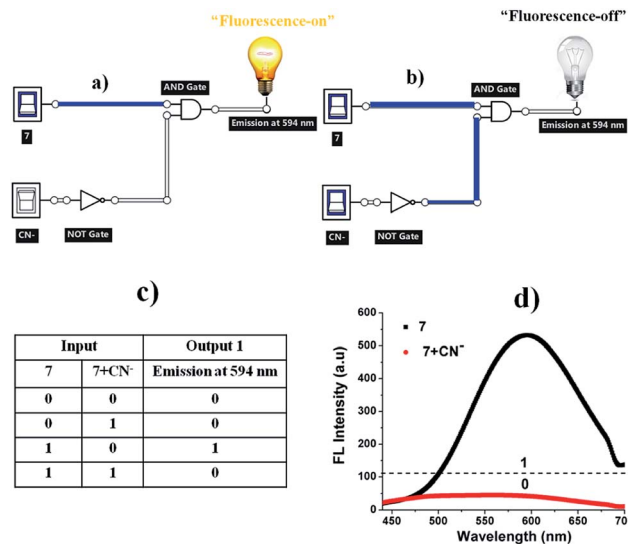 “Fluorescence-on”
a)
AND Gate
7
Emission at 594 nm
CN-
NOT Gate
“Fluorescence-off”
b)
AND Gate
7
Emission at 594 nm
CN-
NOT Gate
c)
Input Output 1
7 7+CN⁻ Emission at 594 nm
0 0 0
0 1 0
1 0 1
1 1 0
d)
600
500
400
300
200
100
0
FL Intensity (a.u)
7
7+CN⁻
1
0
450 500 550 600 650 70
Wavelength (nm)